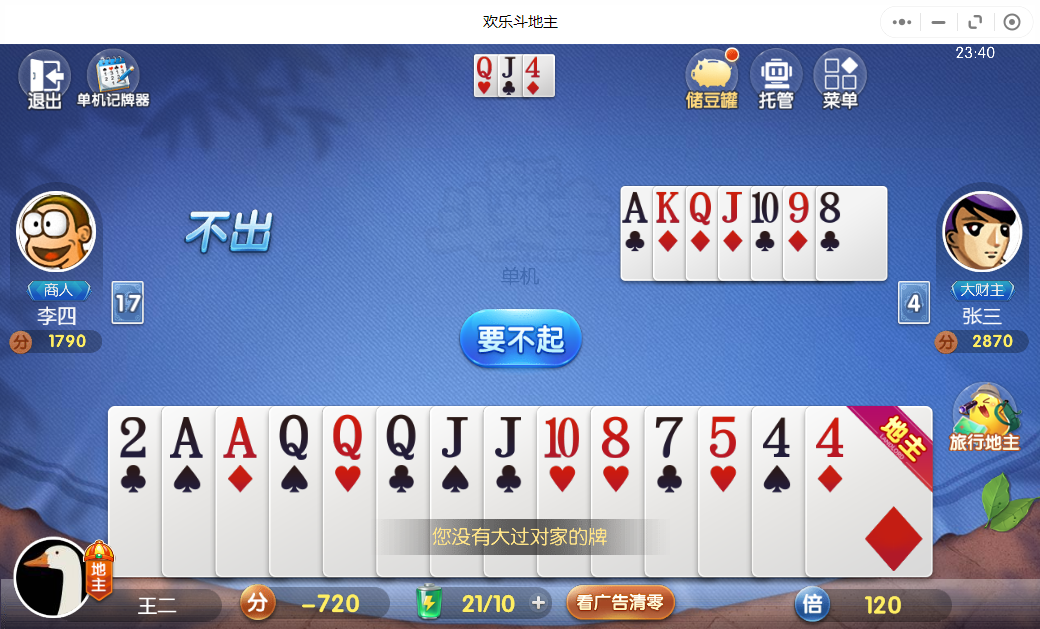 欢乐斗地主
23:40
退出
单机记牌器
Q J 4
储豆罐
托管
菜单
不出
A K Q J 10 9 8
单机
商人
李四
17
分 1790
4
大财主
张三
分 2870
要不起
2 A A Q Q Q J J 10 8 7 5 4 4
地主
LANDLORD
旅行地主
您没有大过对家的牌
地主
王二
分 -720
21/10 +
看广告清零
倍 120